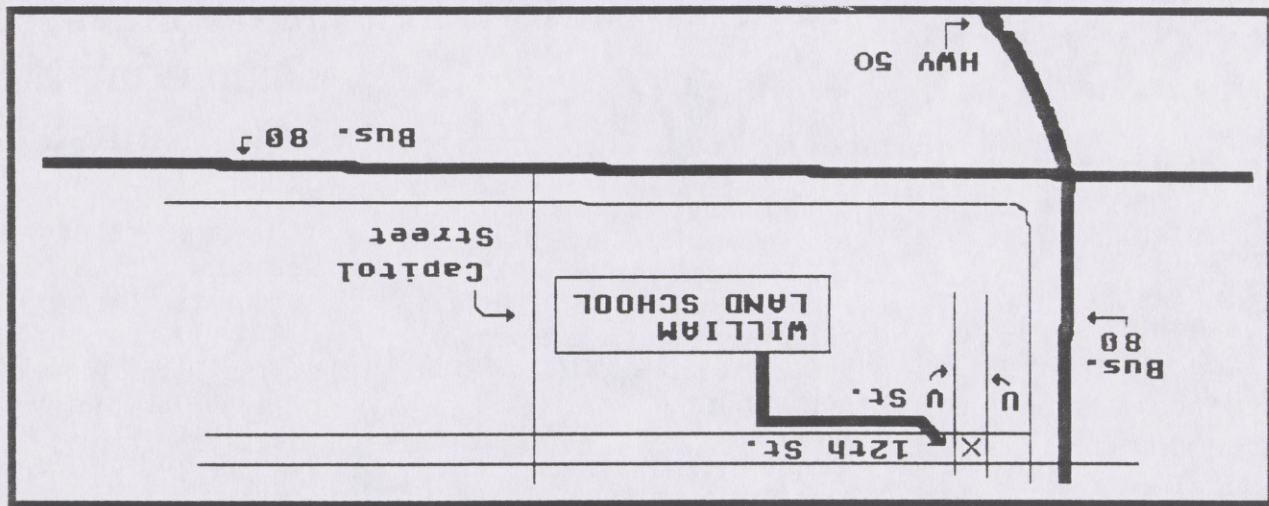 12th St.
V
U St.
Bus.
80
WILLIAM
LAND SCHOOL
Capitol
Street
Bus. 80
HWY 50
X